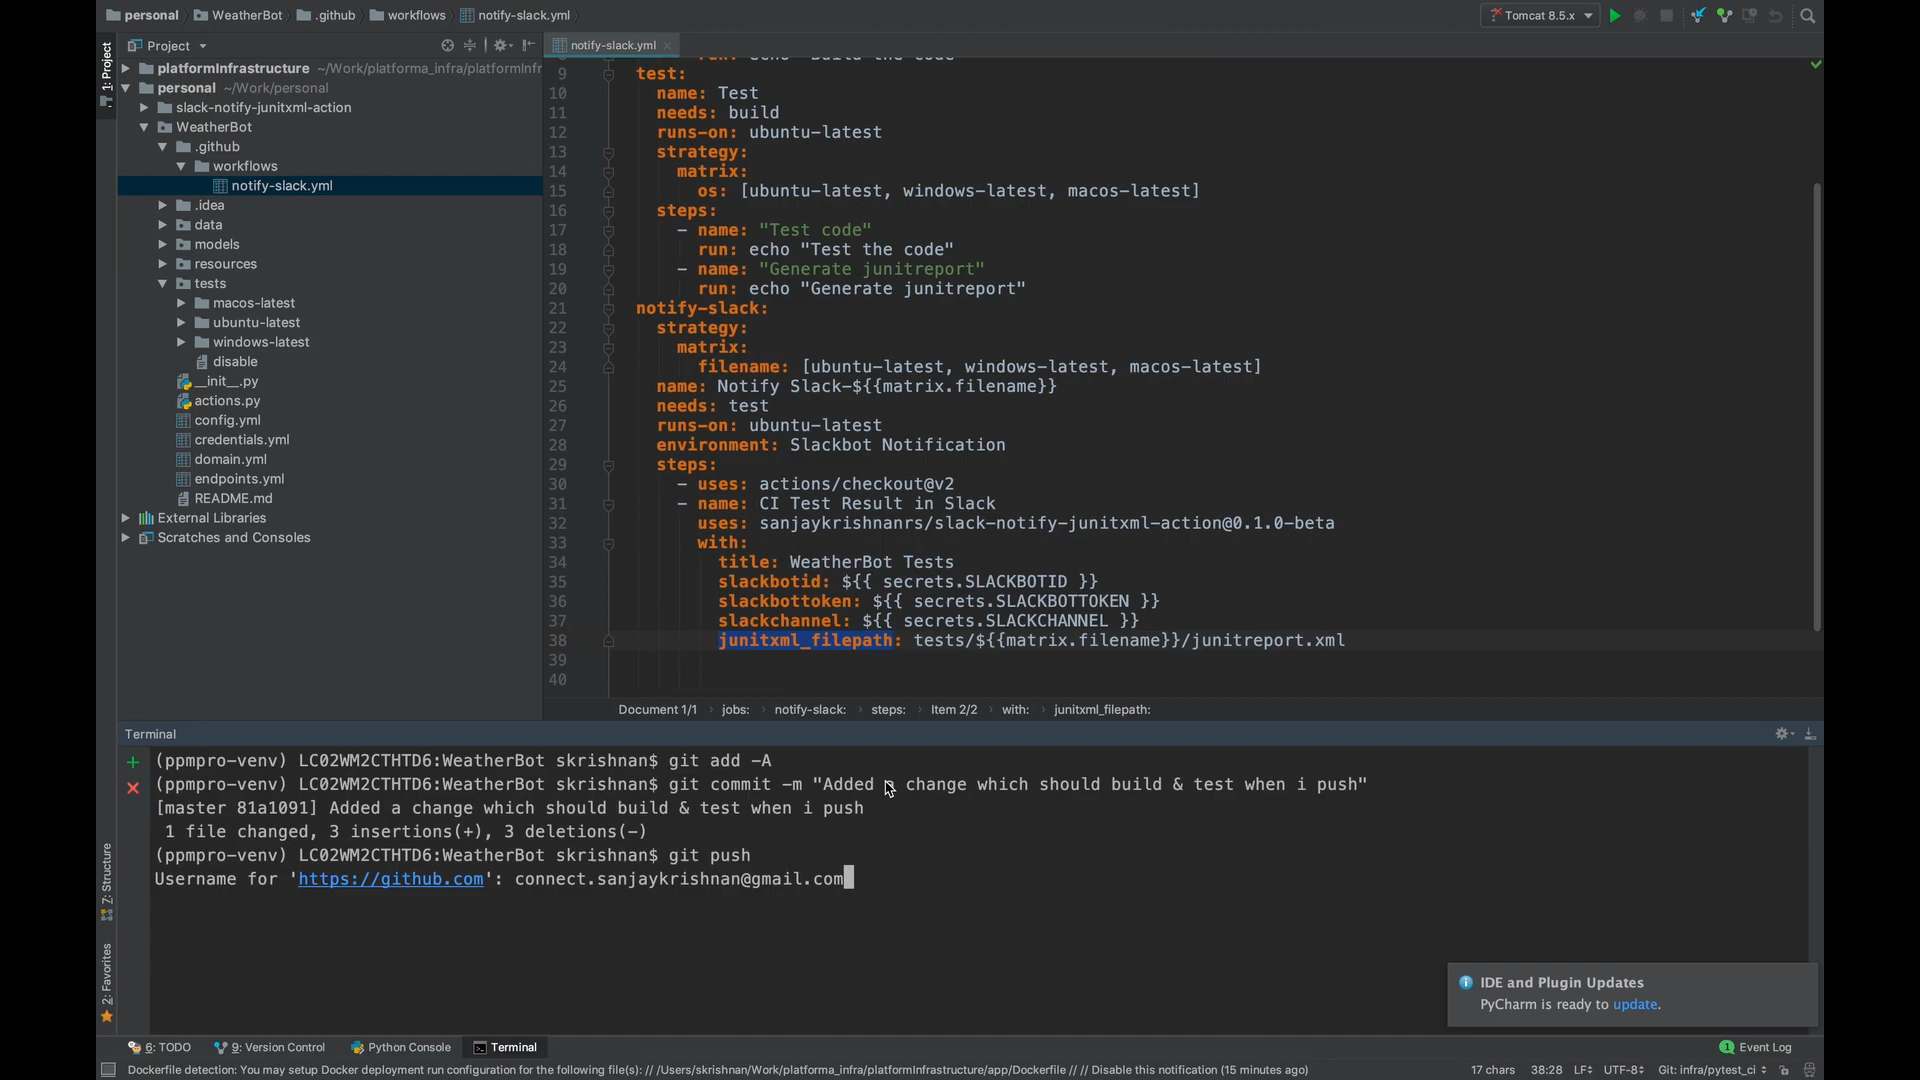 personal WeatherBot .github workflows notify-slack.yml Tomcat 8.5.x
Project
notify-slack.yml
1: Project
7: Structure
2: Favorites
platformInfrastructure ~/Work/platforma_infra/platformInfr
personal ~/Work/personal
slack-notify-junitxml-action
WeatherBot
.github
workflows
notify-slack.yml
.idea
data
models
resources
tests
macos-latest
ubuntu-latest
windows-latest
disable
__init__.py
actions.py
config.yml
credentials.yml
domain.yml
endpoints.yml
README.md
External Libraries
Scratches and Consoles
9 test:
10 name: Test
11 needs: build
12 runs-on: ubuntu-latest
13 strategy:
14 matrix:
15 os: [ubuntu-latest, windows-latest, macos-latest]
16 steps:
17 - name: "Test code"
18 run: echo "Test the code"
19 - name: "Generate junitreport"
20 run: echo "Generate junitreport"
21 notify-slack:
22 strategy:
23 matrix:
24 filename: [ubuntu-latest, windows-latest, macos-latest]
25 name: Notify Slack-${{matrix.filename}}
26 needs: test
27 runs-on: ubuntu-latest
28 environment: Slackbot Notification
29 steps:
30 - uses: actions/checkout@v2
31 - name: CI Test Result in Slack
32 uses: sanjaykrishnanrs/slack-notify-junitxml-action@0.1.0-beta
33 with:
34 title: WeatherBot Tests
35 slackbotid: ${{ secrets.SLACKBOTID }}
36 slackbottoken: ${{ secrets.SLACKBOTTOKEN }}
37 slackchannel: ${{ secrets.SLACKCHANNEL }}
38 junitxml_filepath: tests/${{matrix.filename}}/junitreport.xml
39
40
Document 1/1 jobs: notify-slack: steps: Item 2/2 with: junitxml_filepath:
Terminal
(ppmpro-venv) LC02WM2CTHTD6:WeatherBot skrishnan$ git add -A
(ppmpro-venv) LC02WM2CTHTD6:WeatherBot skrishnan$ git commit -m "Added a change which should build & test when i push"
[master 81a1091] Added a change which should build & test when i push
1 file changed, 3 insertions(+), 3 deletions(-)
(ppmpro-venv) LC02WM2CTHTD6:WeatherBot skrishnan$ git push
Username for 'https://github.com': connect.sanjaykrishnan@gmail.com
IDE and Plugin Updates
PyCharm is ready to update.
6: TODO 9: Version Control Python Console Terminal 1 Event Log
Dockerfile detection: You may setup Docker deployment run configuration for the following file(s): // /Users/skrishnan/Work/platforma_infra/platformInfrastructure/app/Dockerfile // // Disable this notification (15 minutes ago) 17 chars 38:28 LF÷ UTF-8÷ Git: infra/pytest_ci